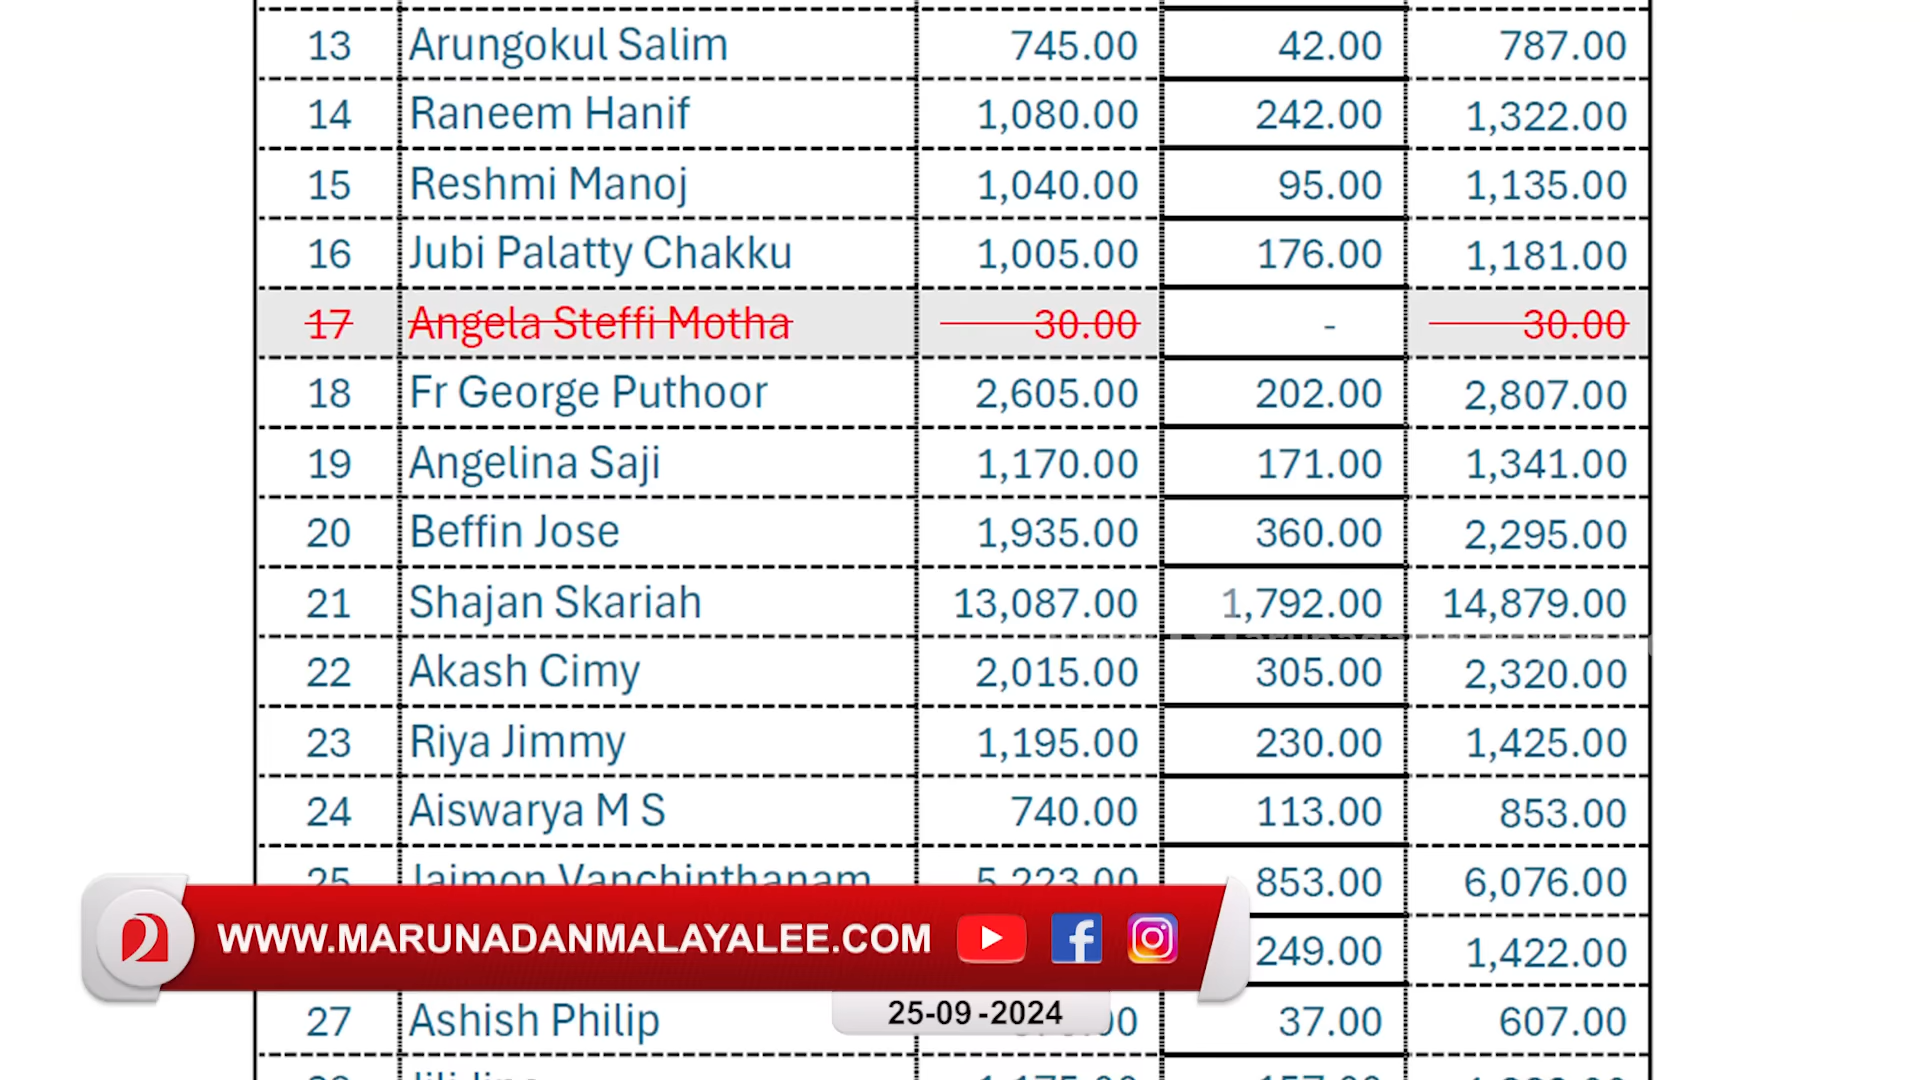 13 Arungokul Salim 745.00 42.00 787.00
14 Raneem Hanif 1,080.00 242.00 1,322.00
15 Reshmi Manoj 1,040.00 95.00 1,135.00
16 Jubi Palatty Chakku 1,005.00 176.00 1,181.00
17 Angela Steffi Motha 30.00 - 30.00
18 Fr George Puthoor 2,605.00 202.00 2,807.00
19 Angelina Saji 1,170.00 171.00 1,341.00
20 Beffin Jose 1,935.00 360.00 2,295.00
21 Shajan Skariah 13,087.00 1,792.00 14,879.00
22 Akash Cimy 2,015.00 305.00 2,320.00
23 Riya Jimmy 1,195.00 230.00 1,425.00
24 Aiswarya M S 740.00 113.00 853.00
25 Jaimon Vanchinthanam 5,223.00 853.00 6,076.00
WWW.MARUNADANMALAYALEE.COM
249.00 1,422.00
27 Ashish Philip 37.00 607.00
25-09-2024